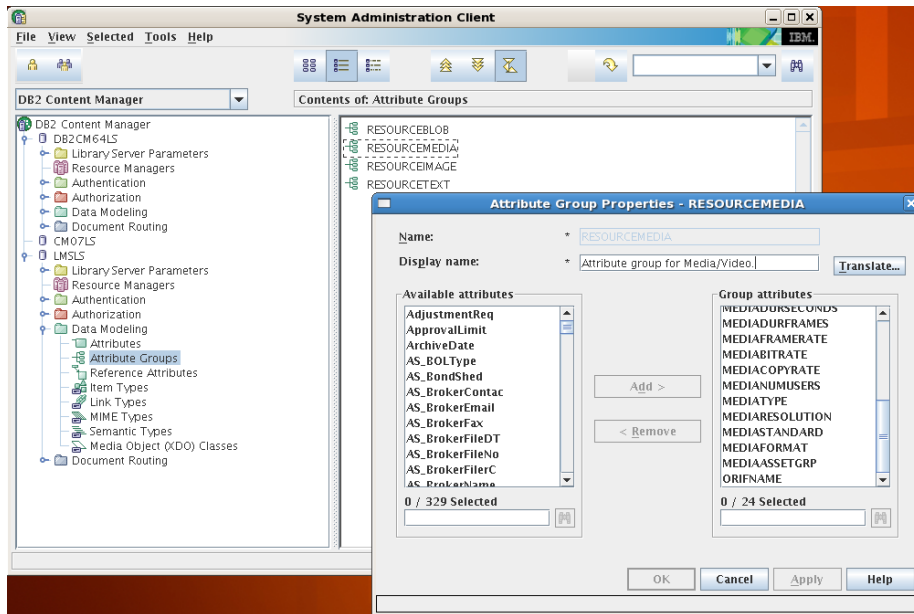 System Administration Client
File View Selected Tools Help
IBM.
DB2 Content Manager
Contents of: Attribute Groups
DB2 Content Manager
DB2CM64LS
Library Server Parameters
Resource Managers
Authentication
Authorization
Data Modeling
Document Routing
CMO7LS
LMSLS
Library Server Parameters
Resource Managers
Authentication
Authorization
Data Modeling
Attributes
Attribute Groups
Reference Attributes
Item Types
Link Types
MIME Types
Semantic Types
Media Object (XDO) Classes
Document Routing
RESOURCEBLOB
RESOURCEMEDIA
RESOURCEIMAGE
RESOURCETEXT
Attribute Group Properties - RESOURCEMEDIA
Name: * RESOURCEMEDIA
Display name: * Attribute group for Media/Video.
Translate...
Available attributes
AdjustmentReq
ApprovalLimit
ArchiveDate
AS_BOLType
AS_BondShed
AS_BrokerContac
AS_BrokerEmail
AS_BrokerFax
AS_BrokerFileDT
AS_BrokerFileNo
AS_BrokerFilerC
AS_BrokerName
0 / 329 Selected
Add >
< Remove
Group attributes
MEDIADURSECONDS
MEDIADURFRAMES
MEDIAFRAMERATE
MEDIABITRATE
MEDIACOPYRATE
MEDIANUMUSERS
MEDIATYPE
MEDIARESOLUTION
MEDIASTANDARD
MEDIAFORMAT
MEDIAASSETGRP
ORIFNAME
0 / 24 Selected
OK Cancel Apply Help